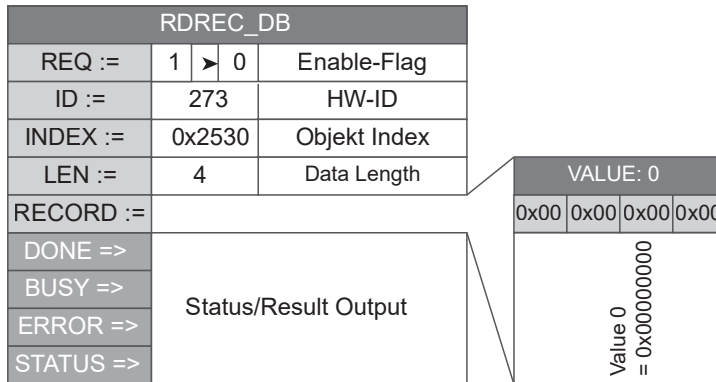 RDREC_DB
REQ := 1 ➤ 0 Enable-Flag
ID := 273 HW-ID
INDEX := 0x2530 Objekt Index
LEN := 4 Data Length
RECORD :=
DONE =>
BUSY =>
ERROR =>
STATUS =>
Status/Result Output
VALUE: 0
0x00 0x00 0x00 0x00
Value 0
= 0x00000000